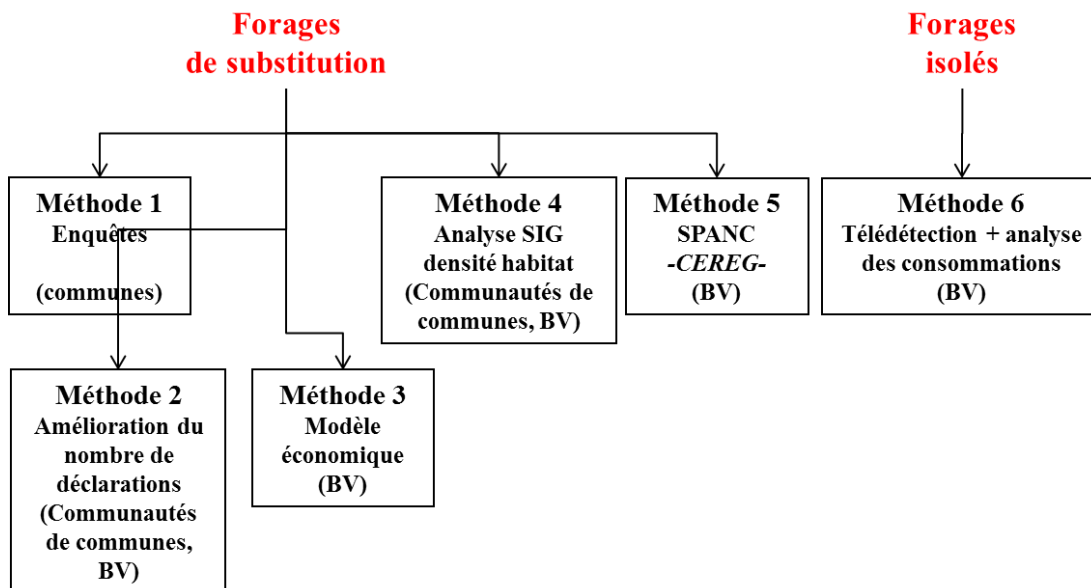 Forages
de substitution
Forages
isolés
Méthode 1
Enquêtes
(communes)
Méthode 4
Analyse SIG
densité habitat
(Communautés de
communes, BV)
Méthode 5
SPANC
-CEREG-
(BV)
Méthode 6
Télédétection + analyse
des consommations
(BV)
Méthode 2
Amélioration du
nombre de
déclarations
(Communautés
de communes,
BV)
Méthode 3
Modèle
économique
(BV)